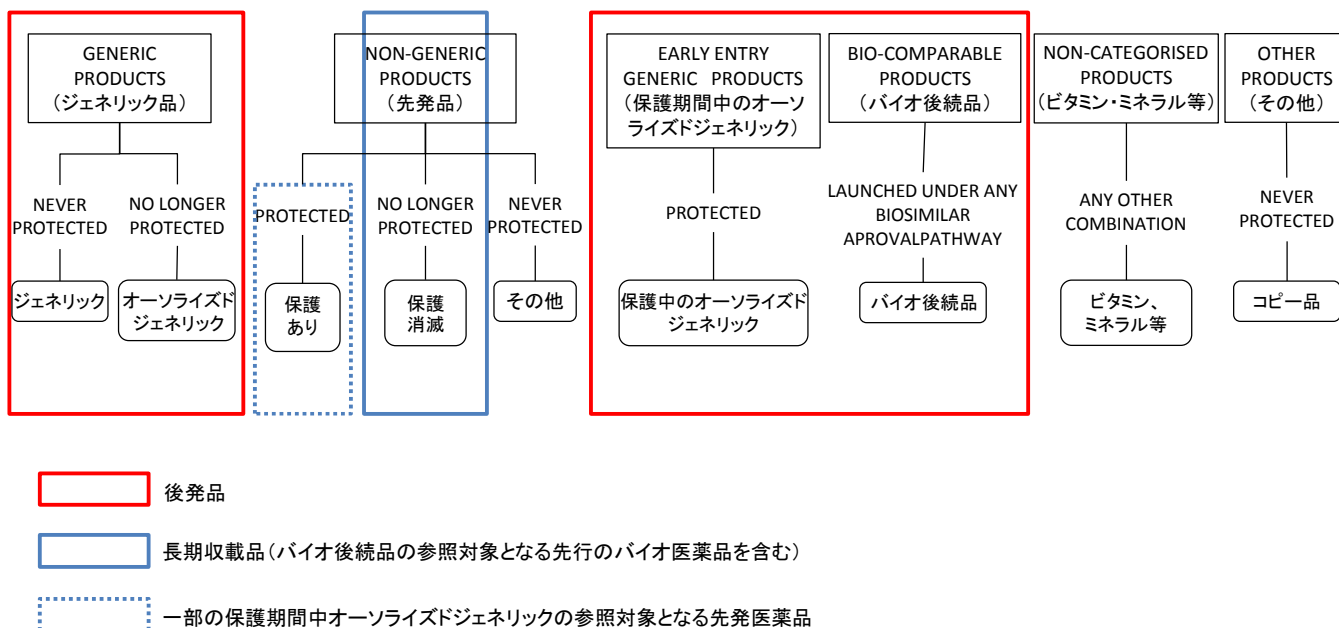 GENERIC
PRODUCTS
（ジェネリック品）
NON-GENERIC
PRODUCTS
（先発品）
EARLY ENTRY
GENERIC PRODUCTS
（保護期間中のオーソ
ライズドジェネリック）
BIO-COMPARABLE
PRODUCTS
（バイオ後続品）
NON-CATEGORISED
PRODUCTS
（ビタミン・ミネラル等）
OTHER
PRODUCTS
（その他）
NEVER
PROTECTED
NO LONGER
PROTECTED
PROTECTED
NO LONGER
PROTECTED
NEVER
PROTECTED
PROTECTED
LAUNCHED UNDER ANY
BIOSIMILAR
APROVALPATHWAY
ANY OTHER
COMBINATION
NEVER
PROTECTED
ジェネリック
オーソライズド
ジェネリック
保護
あり
保護
消滅
その他
保護中のオーソライズド
ジェネリック
バイオ後続品
ビタミン、
ミネラル等
コピー品
後発品
長期収載品（バイオ後続品の参照対象となる先行のバイオ医薬品を含む）
一部の保護期間中オーソライズドジェネリックの参照対象となる先発医薬品